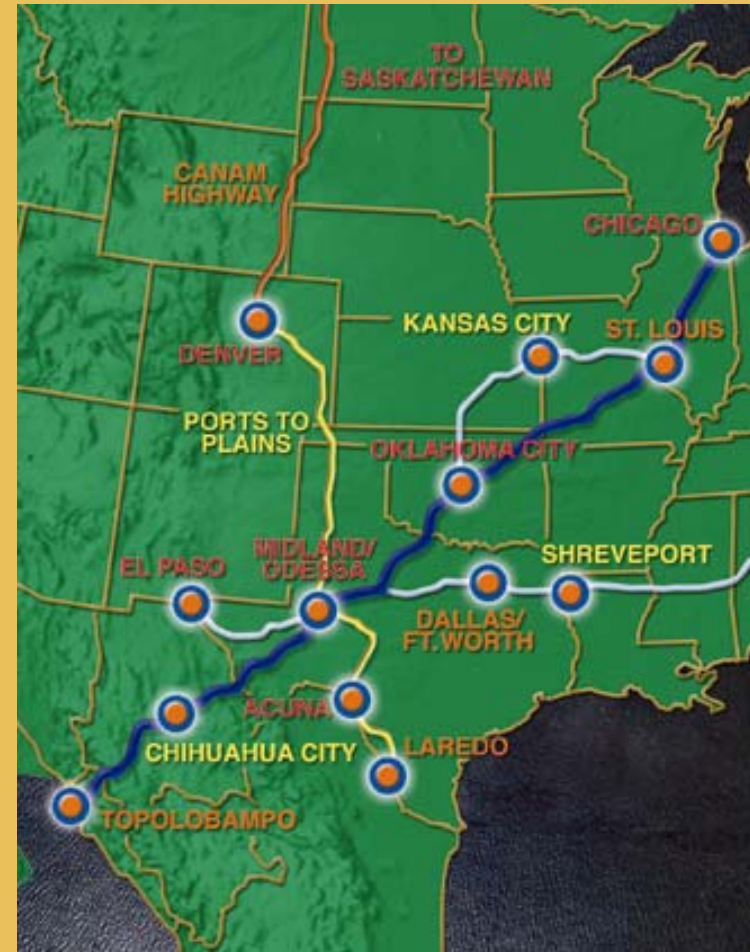 TO
SASKATCHEWAN
CANAM
HIGHWAY
CHICAGO
KANSAS CITY
ST. LOUIS
DENVER
PORTS TO
PLAINS
OKLAHOMA CITY
MIDLAND/
ODESSA
SHREVEPORT
EL PASO
DALLAS/
FT.WORTH
ACUNA
CHIHUAHUA CITY
LAREDO
TOPOLOBAMPO